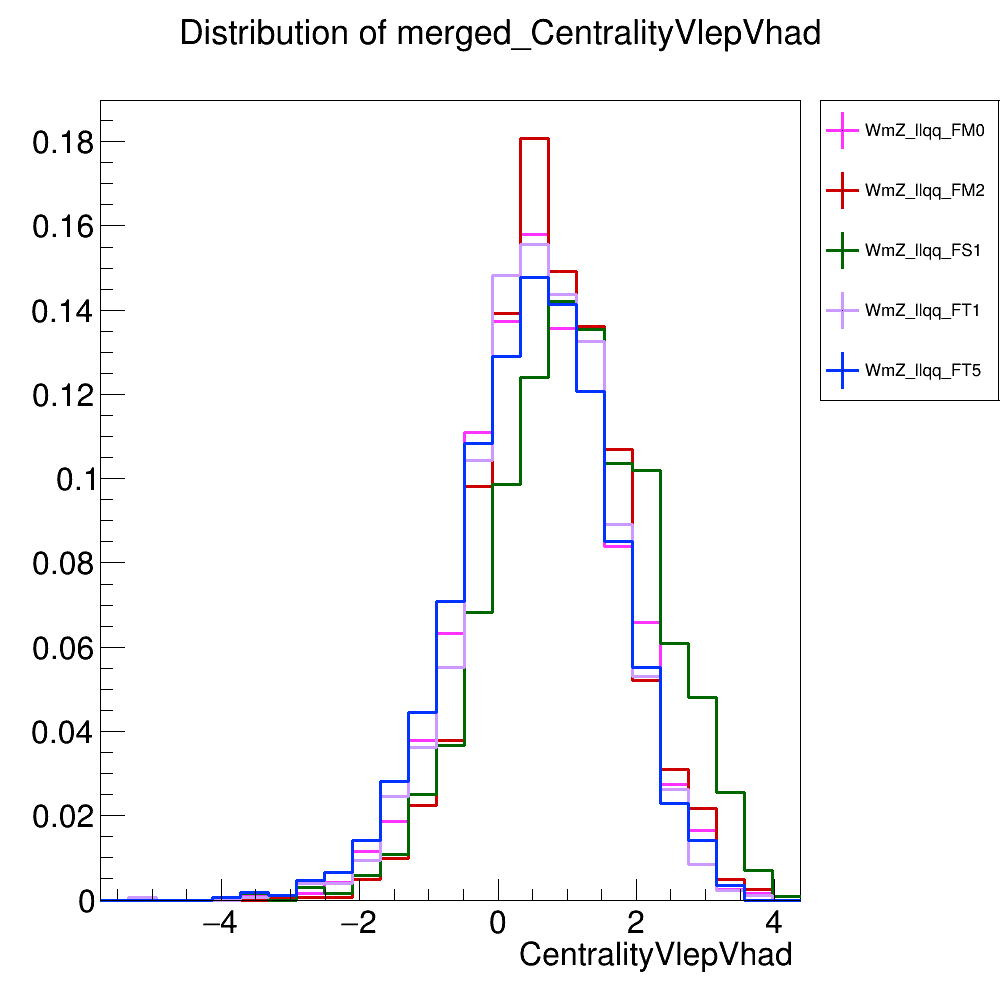 Distribution of merged_CentralityVlepVhad
0.18
0.16
0.14
0.12
0.1
0.08
0.06
0.04
0.02
0
−4
−2
0
2
4
CentralityVlepVhad
WmZ_llqq_FM0
WmZ_llqq_FM2
WmZ_llqq_FS1
WmZ_llqq_FT1
WmZ_llqq_FT5